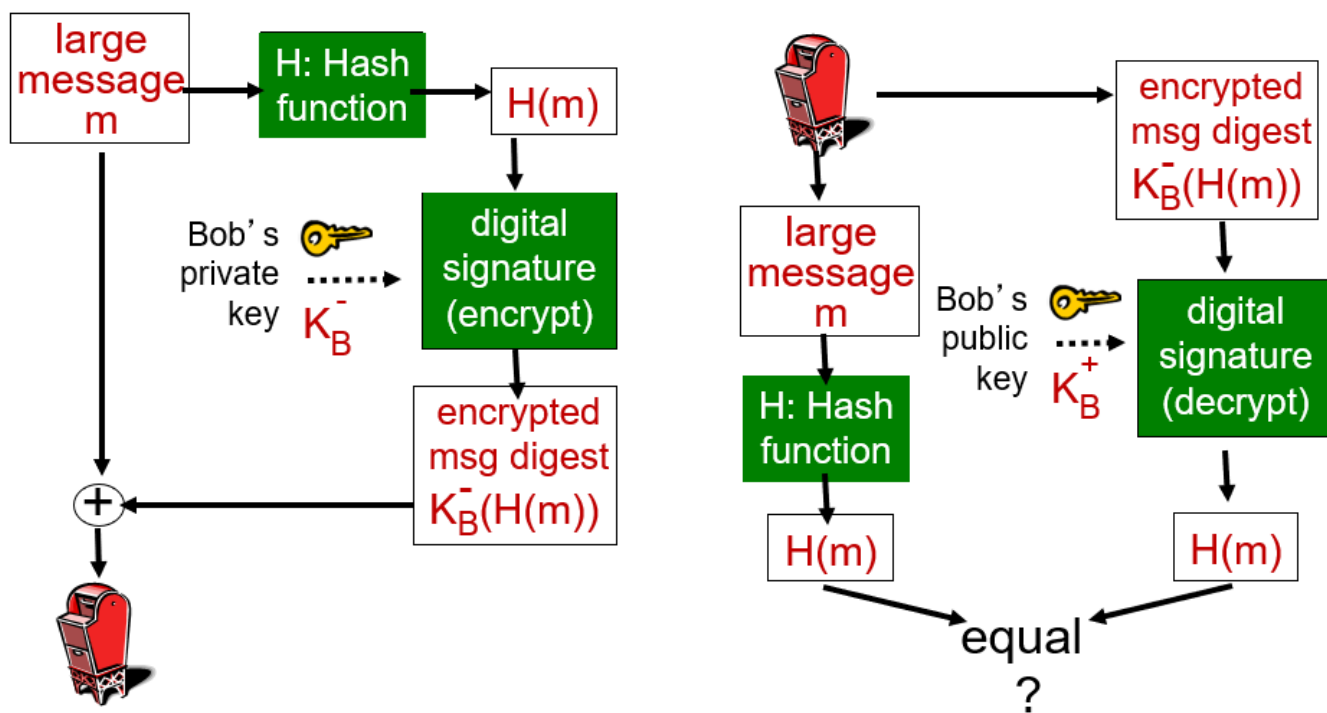 large
message
m
H: Hash
function
H(m)
Bob's
private
key
K_B^-
digital
signature
(encrypt)
encrypted
msg digest
K_B^-(H(m))
+
encrypted
msg digest
K_B^-(H(m))
large
message
m
Bob's
public
key
K_B^+
digital
signature
(decrypt)
H: Hash
function
H(m)
H(m)
equal
?